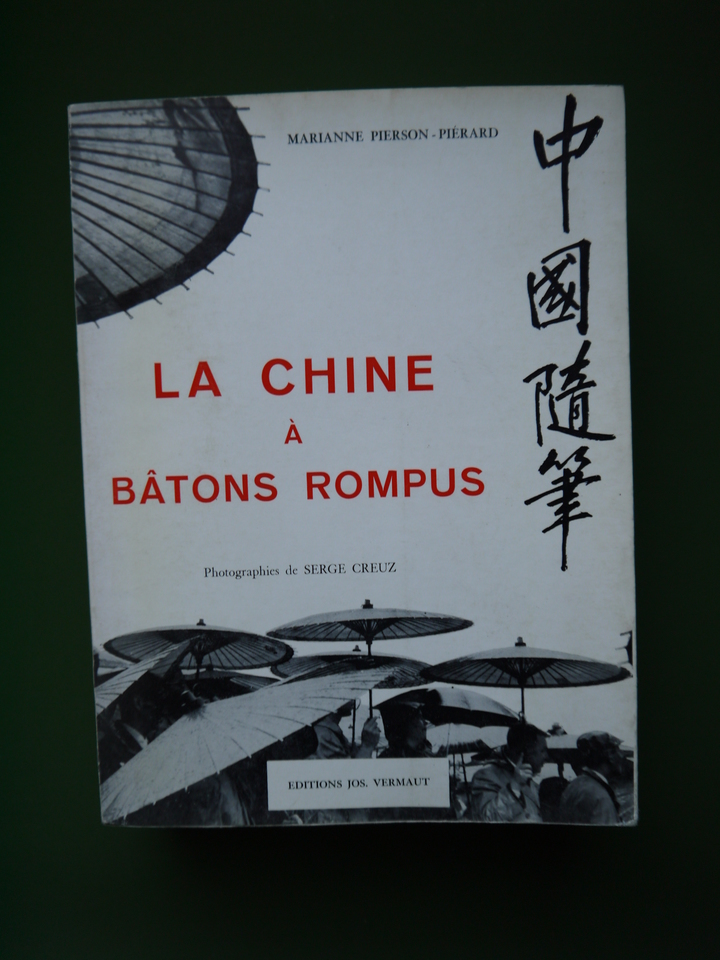 MARIANNE PIERSON-PIÉRARD
中國隨筆
LA CHINE
À
BÂTONS ROMPUS
Photographies de SERGE CREUZ
EDITIONS JOS. VERMAUT